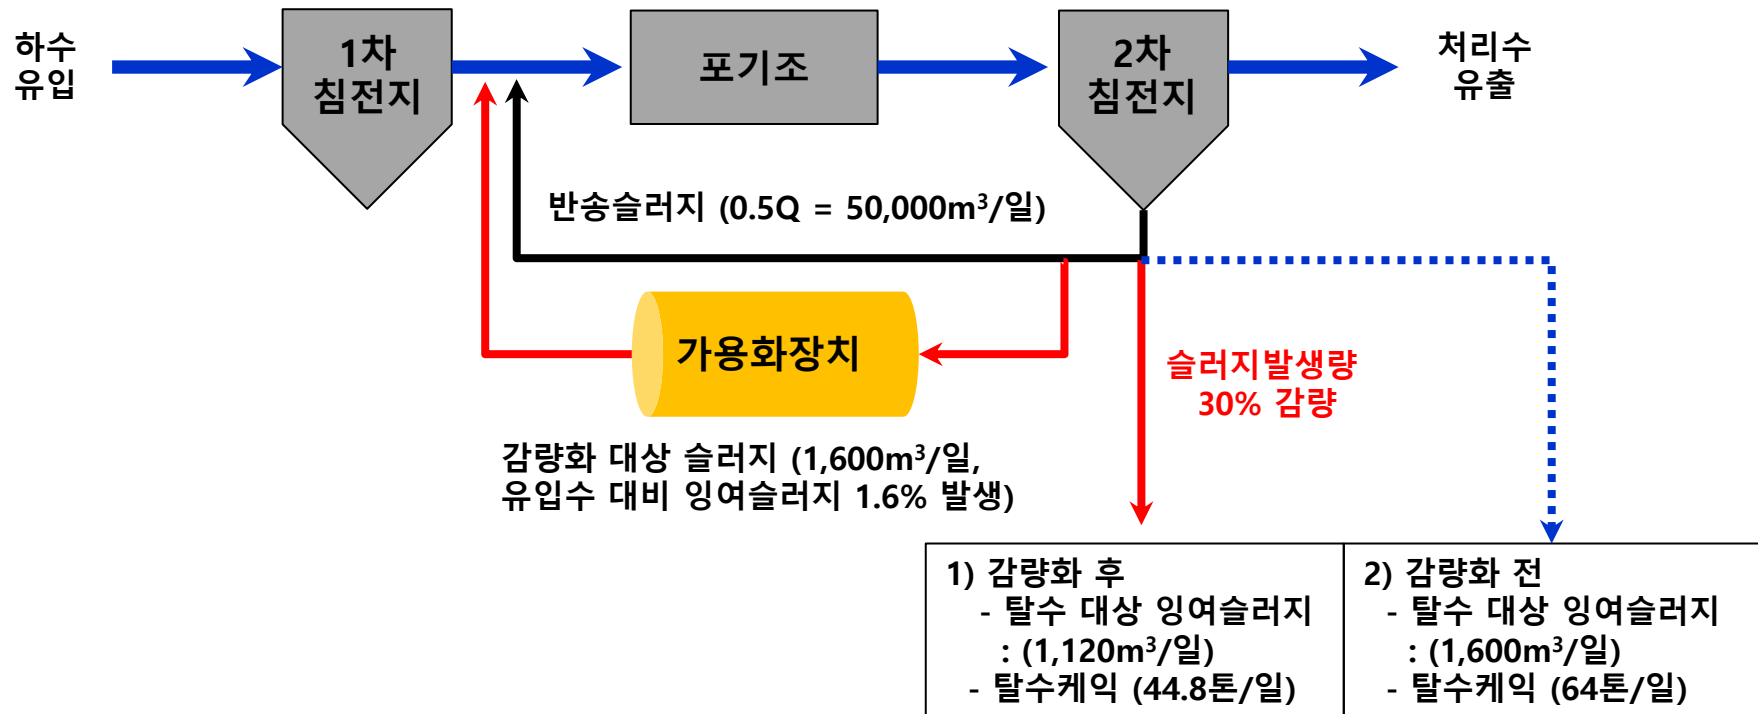 하수
유입
1차
침전지
포기조
2차
침전지
처리수
유출
반송슬러지 (0.5Q = 50,000m³/일)
가용화장치
슬러지발생량
30% 감량
감량화 대상 슬러지 (1,600m³/일,
유입수 대비 잉여슬러지 1.6% 발생)
1) 감량화 후
- 탈수 대상 잉여슬러지
: (1,120m³/일)
- 탈수케익 (44.8톤/일)
2) 감량화 전
- 탈수 대상 잉여슬러지
: (1,600m³/일)
- 탈수케익 (64톤/일)